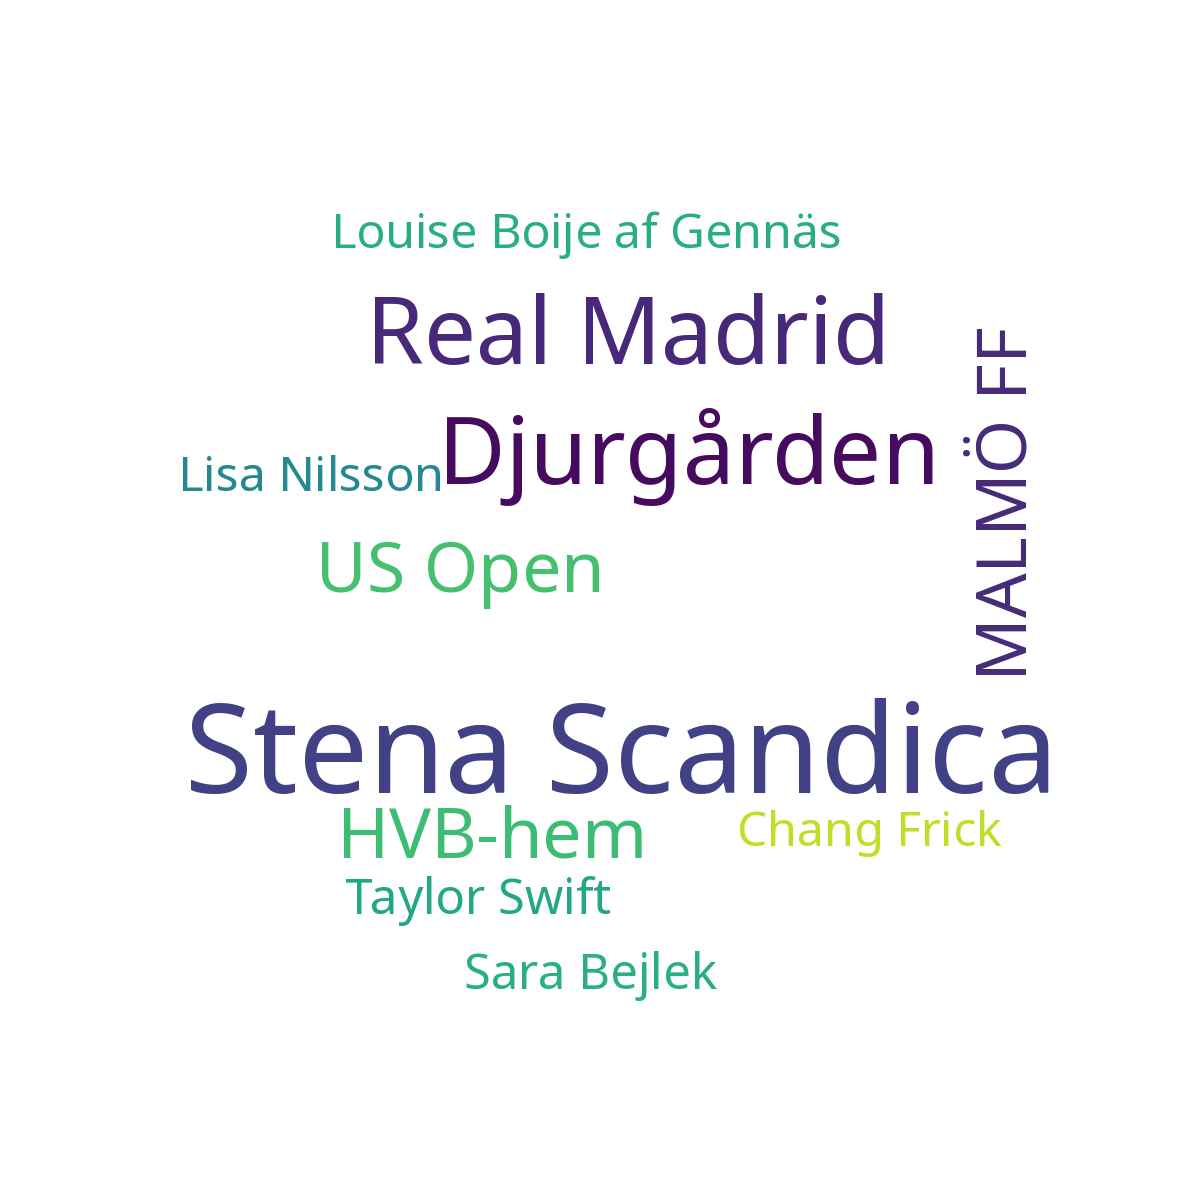 Louise Boije af Gennäs
Real Madrid
MALMÖ FF
Djurgården
Lisa Nilsson
US Open
Stena Scandica
HVB-hem
Chang Frick
Taylor Swift
Sara Bejlek